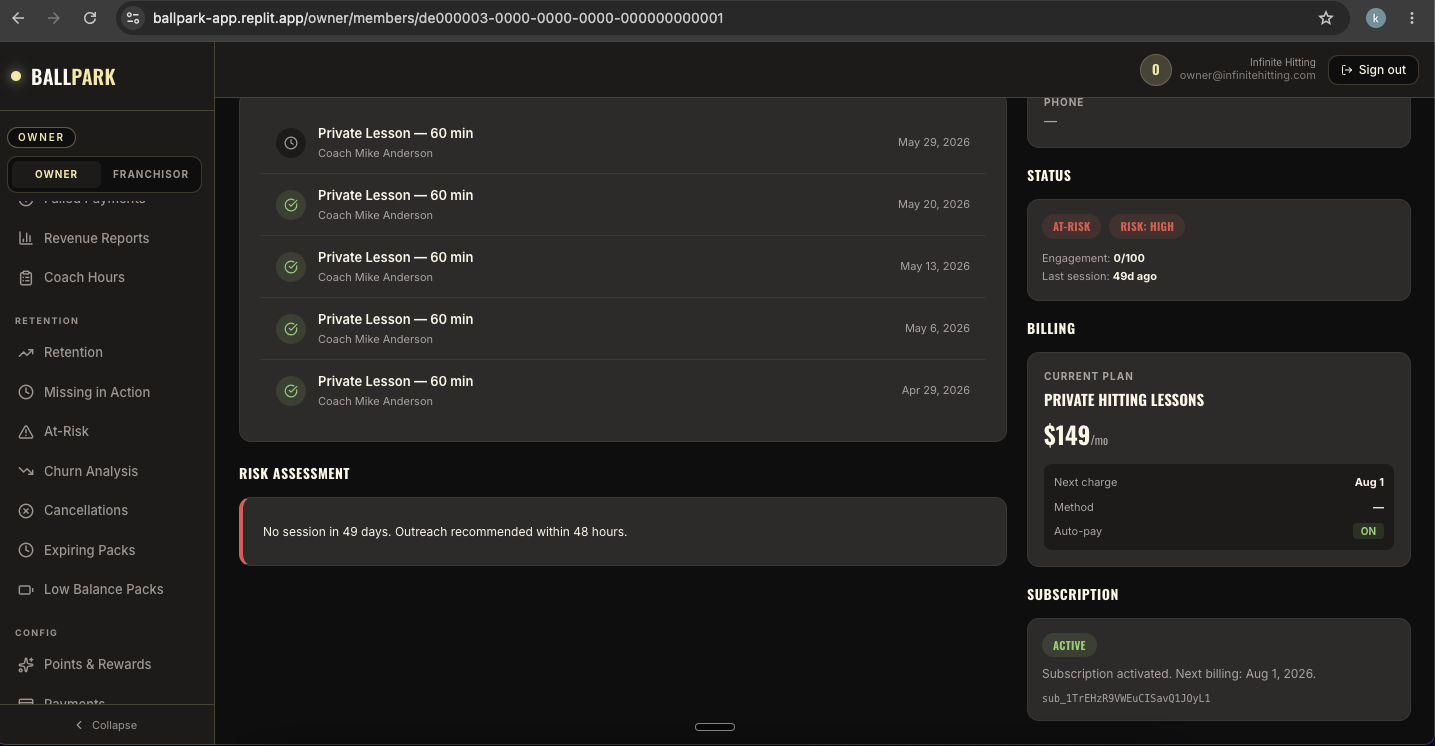 ballpark-app.replit.app/owner/members/de000003-0000-0000-0000-000000000001
k
BALLPARK
0
Infinite Hitting
owner@infinitehitting.com
Sign out
OWNER
OWNER
FRANCHISOR
Failed Payments
Revenue Reports
Coach Hours
RETENTION
Retention
Missing in Action
At-Risk
Churn Analysis
Cancellations
Expiring Packs
Low Balance Packs
CONFIG
Points & Rewards
Payments
Collapse
Private Lesson — 60 min
Coach Mike Anderson
May 29, 2026
Private Lesson — 60 min
Coach Mike Anderson
May 20, 2026
Private Lesson — 60 min
Coach Mike Anderson
May 13, 2026
Private Lesson — 60 min
Coach Mike Anderson
May 6, 2026
Private Lesson — 60 min
Coach Mike Anderson
Apr 29, 2026
RISK ASSESSMENT
No session in 49 days. Outreach recommended within 48 hours.
PHONE
—
STATUS
AT-RISK
RISK: HIGH
Engagement: 0/100
Last session: 49d ago
BILLING
CURRENT PLAN
PRIVATE HITTING LESSONS
$149/mo
Next charge
Aug 1
Method
—
Auto-pay
ON
SUBSCRIPTION
ACTIVE
Subscription activated. Next billing: Aug 1, 2026.
sub_1TrEHzR9VWEuCISavQ1JOyL1